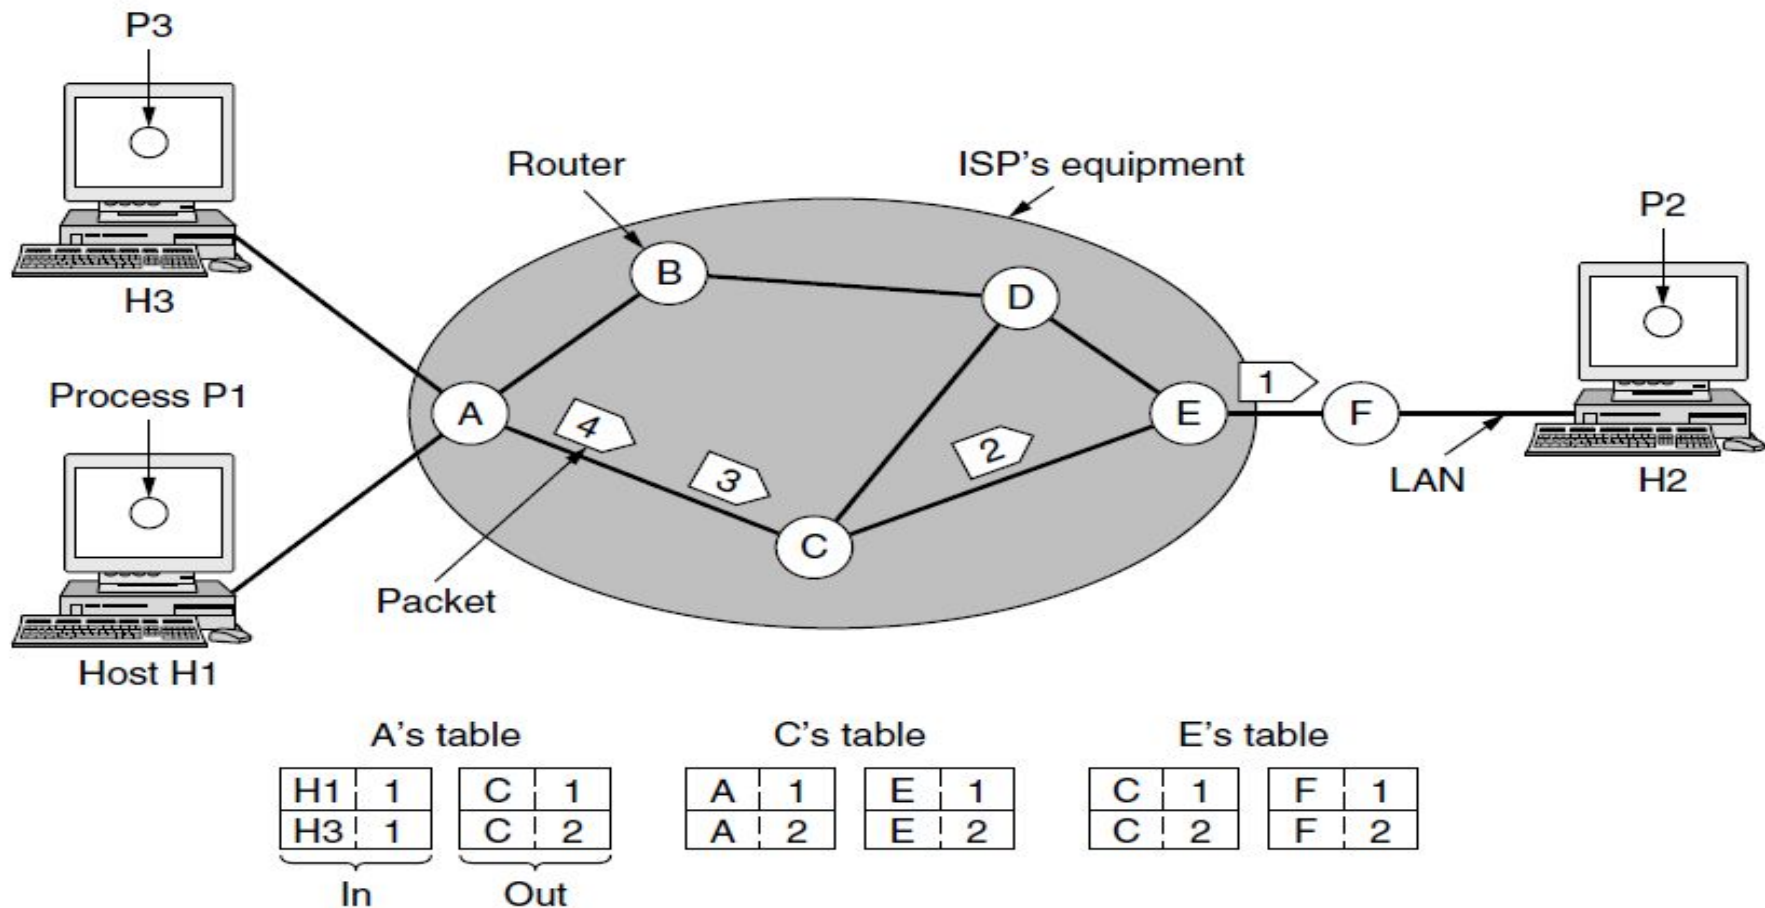 P3
Router
ISP's equipment
P2
B
D
H3
Process P1
A
4
1
E
F
3
2
LAN
H2
C
Packet
Host H1
A's table
C's table
E's table
H1 1 C 1 A 1 E 1 C 1 F 1
H3 1 C 2 A 2 E 2 C 2 F 2
In Out